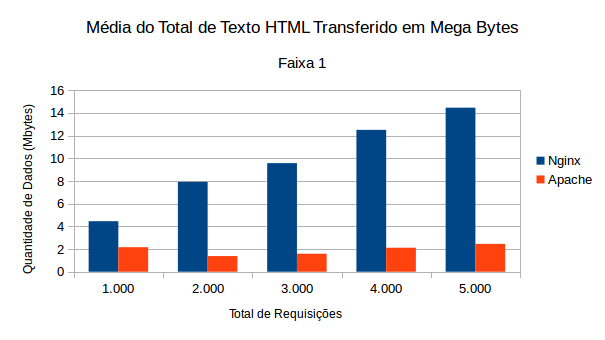 Média do Total de Texto HTML Transferido em Mega Bytes
Faixa 1
Quantidade de Dados (Mbytes)
16
14
12
10
8
6
4
2
0
1.000 2.000 3.000 4.000 5.000
Total de Requisições
Nginx
Apache